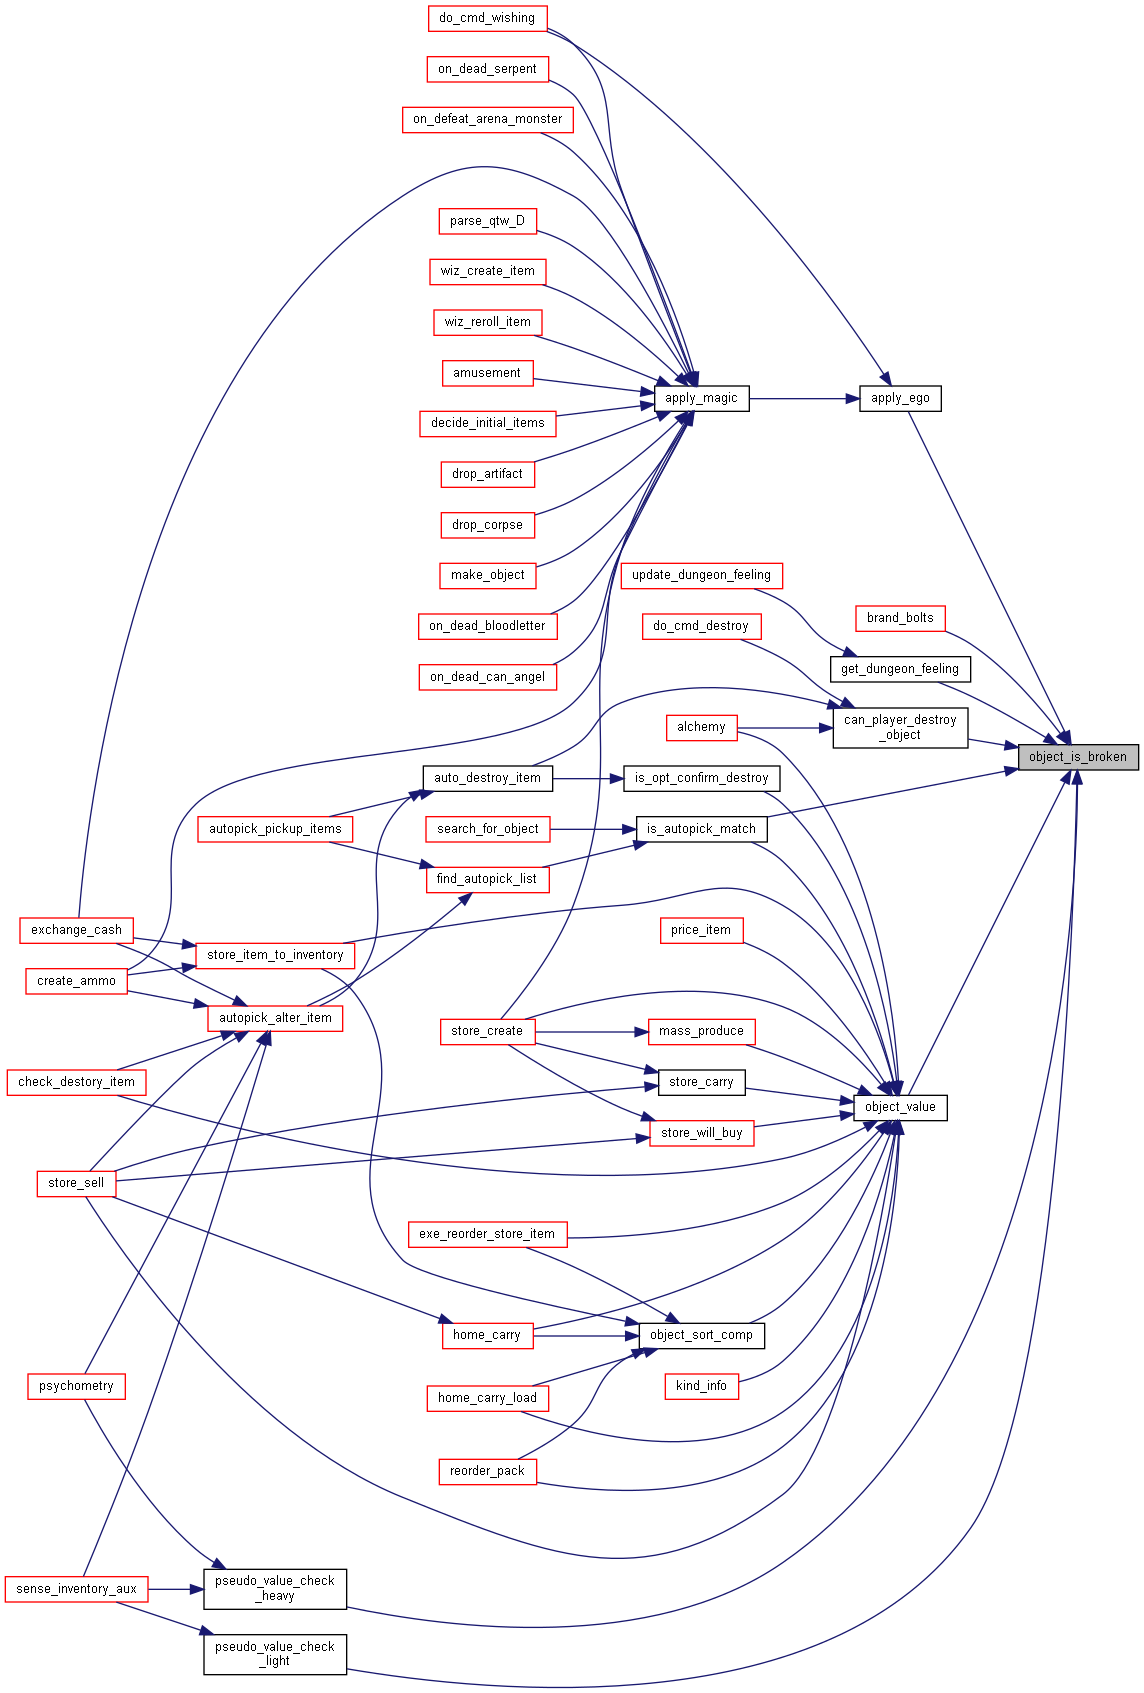 do_cmd_wishing
on_dead_serpent
on_defeat_arena_monster
parse_qtw_D
wiz_create_item
wiz_reroll_item
amusement
apply_magic
apply_ego
decide_initial_items
drop_artifact
drop_corpse
make_object
update_dungeon_feeling
on_dead_bloodletter
do_cmd_destroy
brand_bolts
on_dead_can_angel
get_dungeon_feeling
alchemy
can_player_destroy
_object
object_is_broken
auto_destroy_item
is_opt_confirm_destroy
autopick_pickup_items
search_for_object
is_autopick_match
find_autopick_list
exchange_cash
price_item
store_item_to_inventory
create_ammo
autopick_alter_item
store_create
mass_produce
check_destory_item
store_carry
object_value
store_will_buy
store_sell
exe_reorder_store_item
home_carry
object_sort_comp
psychometry
home_carry_load
kind_info
reorder_pack
sense_inventory_aux
pseudo_value_check
_heavy
pseudo_value_check
_light